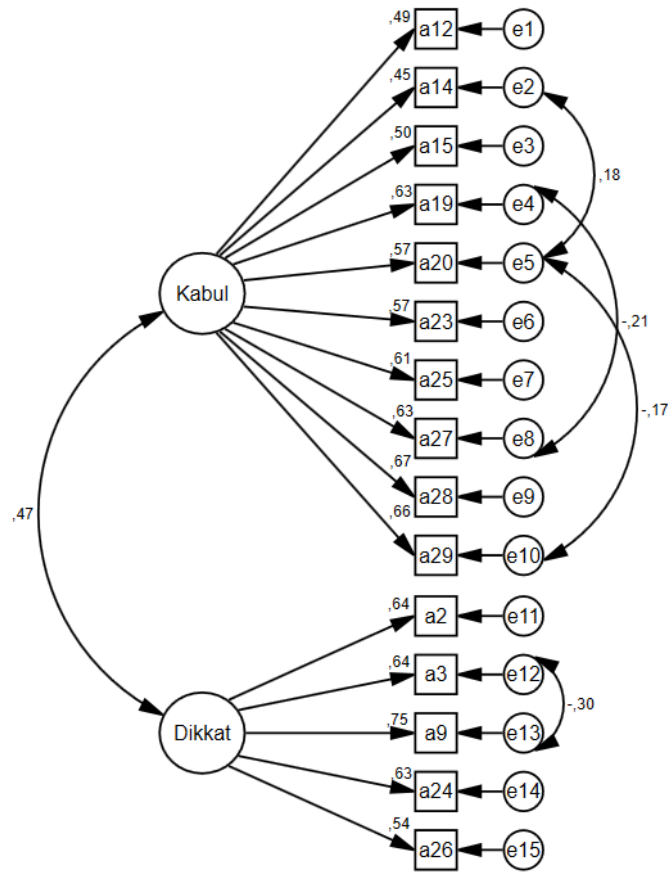 ,49
a12
e1
,45
a14
e2
,50
a15
e3
,18
,63
a19
e4
,57
a20
e5
Kabul
,57
a23
e6
-,21
,61
a25
e7
-,17
,63
a27
e8
,67
a28
e9
,47
,66
a29
e10
,64
a2
e11
,64
a3
e12
-,30
Dikkat
,75
a9
e13
,63
a24
e14
,54
a26
e15